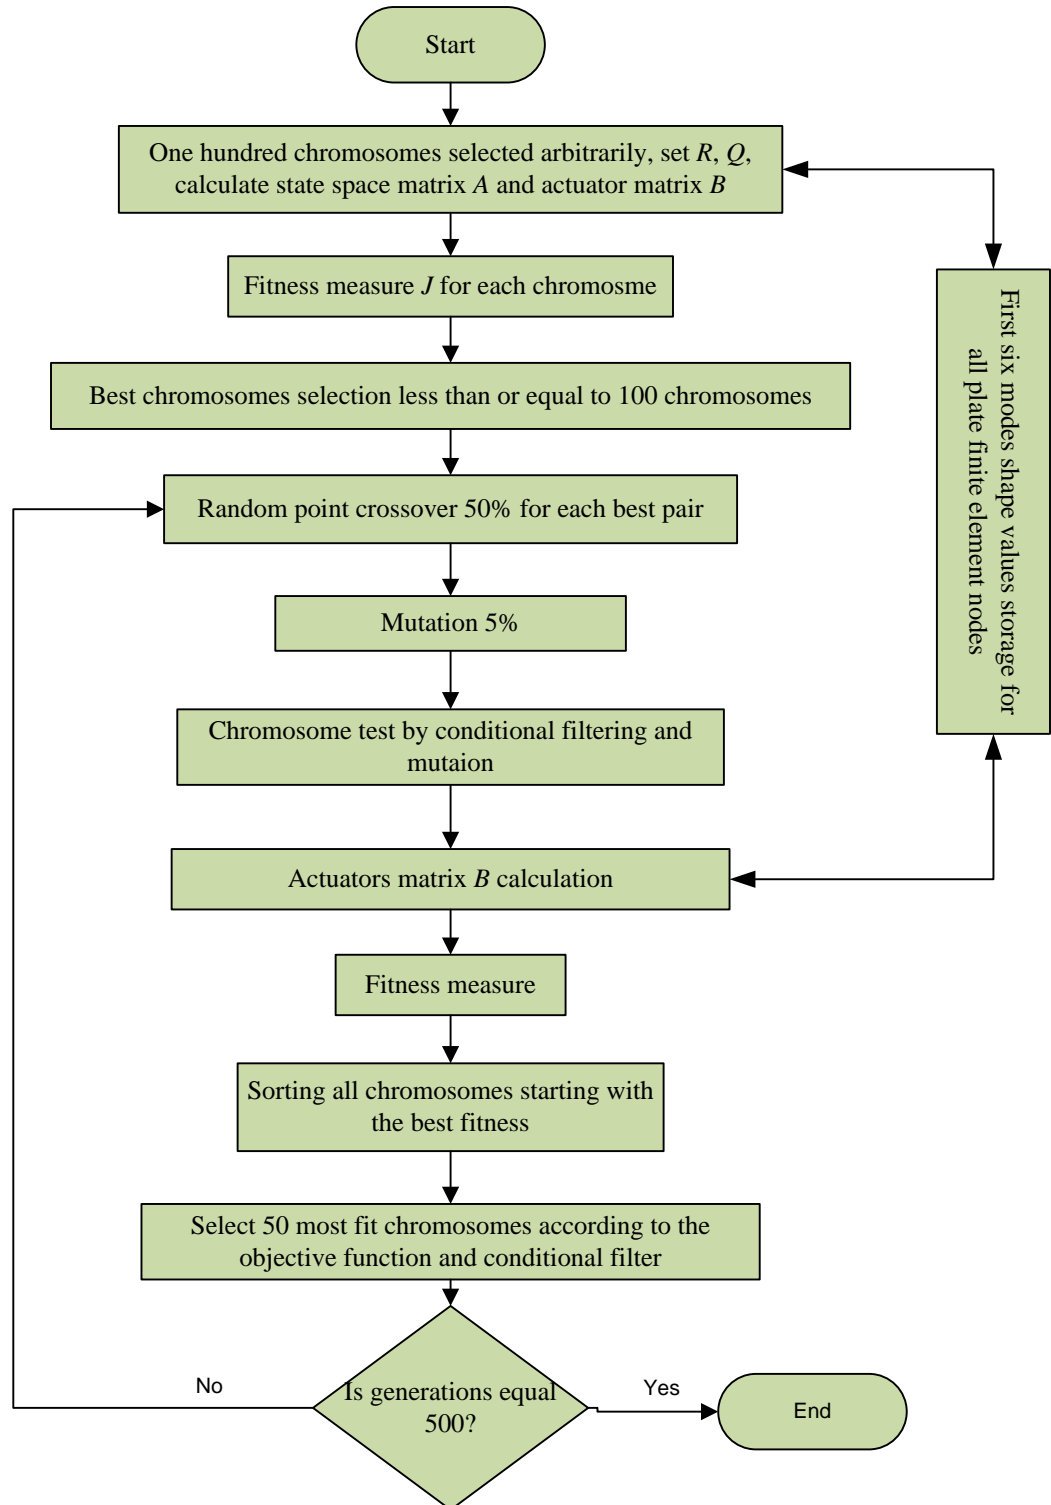 Start
One hundred chromosomes selected arbitrarily, set R, Q,
calculate state space matrix A and actuator matrix B
Fitness measure J for each chromosme
Best chromosomes selection less than or equal to 100 chromosomes
Random point crossover 50% for each best pair
Mutation 5%
Chromosome test by conditional filtering and
mutaion
Actuators matrix B calculation
Fitness measure
Sorting all chromosomes starting with
the best fitness
Select 50 most fit chromosomes according to the
objective function and conditional filter
Is generations equal
500?
No
Yes
End
First six modes shape values storage for
all plate finite element nodes